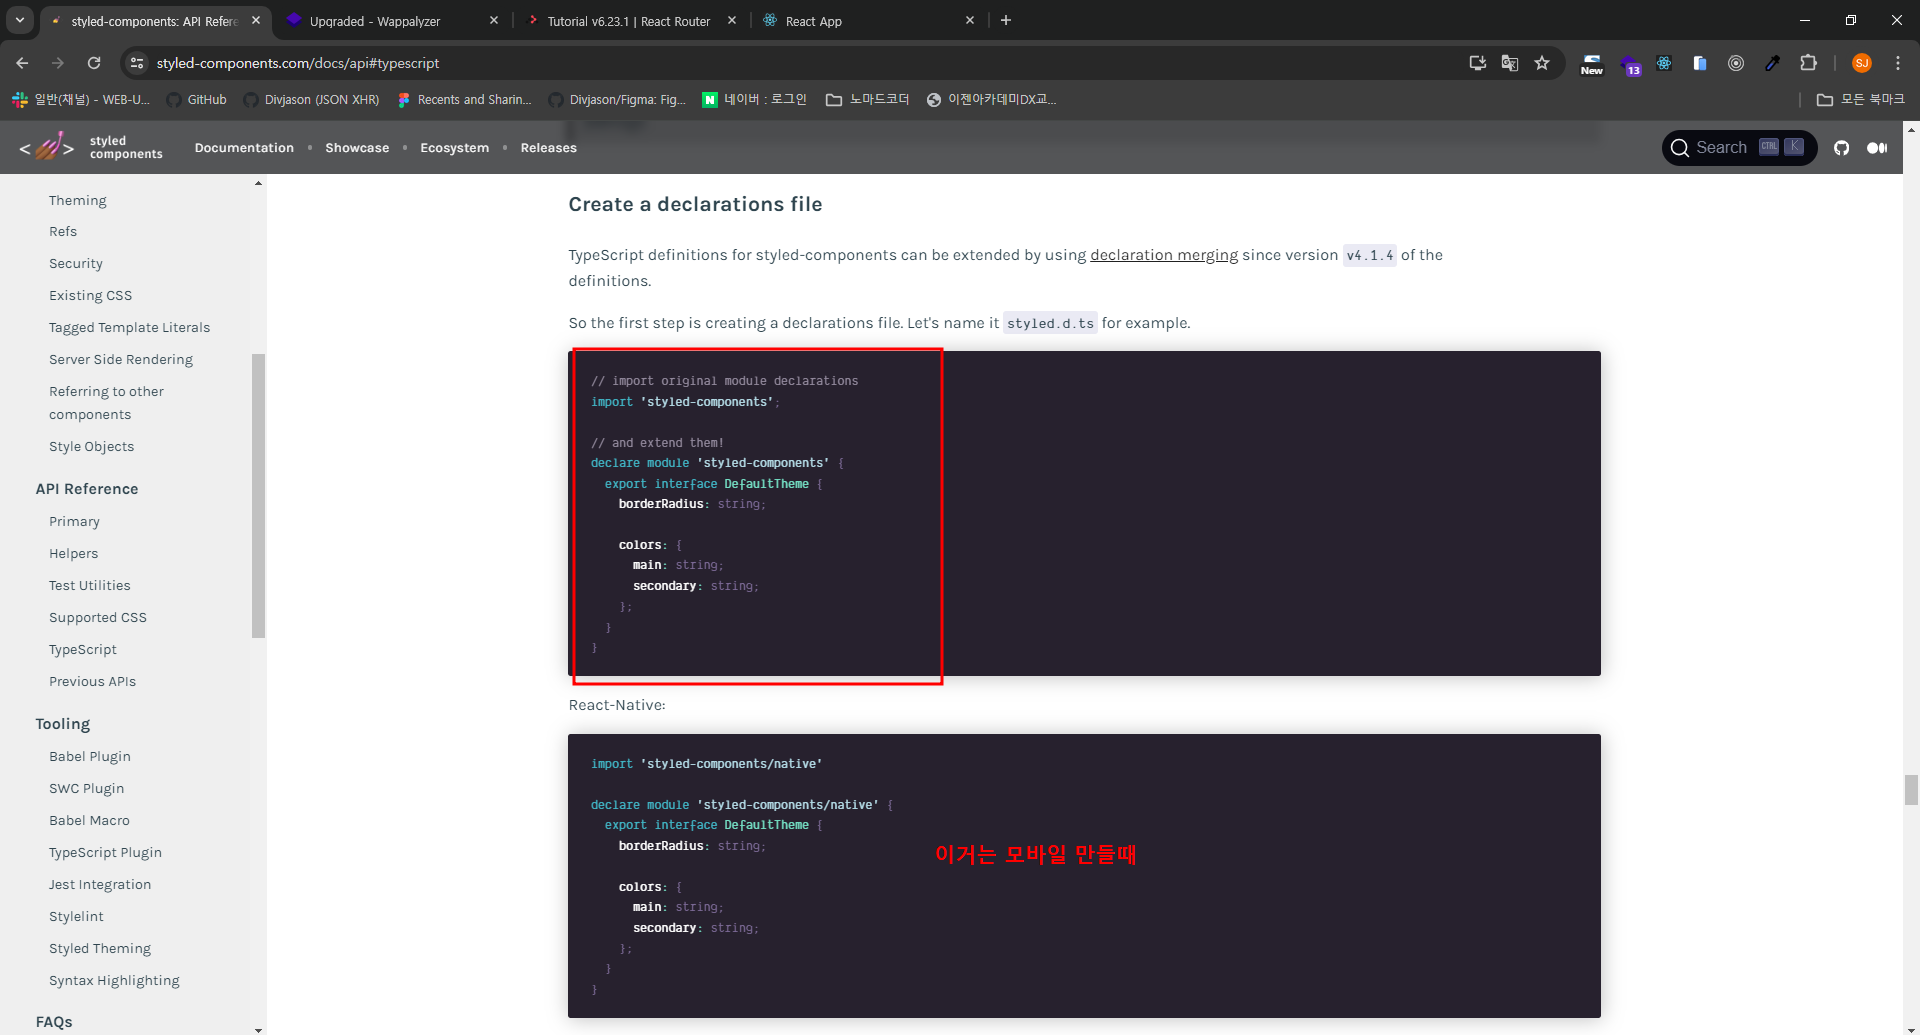 styled-components: API Refere
Upgraded - Wappalyzer
Tutorial v6.23.1 | React Router
React App
styled-components.com/docs/api#typescript
New
13
SJ
일반(채널) - WEB-U...
GitHub
Divjason (JSON XHR)
Recents and Sharin...
Divjason/Figma: Fig...
N 네이버 : 로그인
노마드코더
이젠아카데미DX교...
모든 북마크
styled
components
Documentation
Showcase
Ecosystem
Releases
Search CTRL K
Theming
Refs
Security
Existing CSS
Tagged Template Literals
Server Side Rendering
Referring to other
components
Style Objects
API Reference
Primary
Helpers
Test Utilities
Supported CSS
TypeScript
Previous APIs
Tooling
Babel Plugin
SWC Plugin
Babel Macro
TypeScript Plugin
Jest Integration
Stylelint
Styled Theming
Syntax Highlighting
FAQs
Create a declarations file
TypeScript definitions for styled-components can be extended by using declaration merging since version v4.1.4 of the
definitions.
So the first step is creating a declarations file. Let's name it styled.d.ts for example.
// import original module declarations
import 'styled-components';
// and extend them!
declare module 'styled-components' {
export interface DefaultTheme {
borderRadius: string;
colors: {
main: string;
secondary: string;
};
}
}
React-Native:
import 'styled-components/native'
declare module 'styled-components/native' {
export interface DefaultTheme {
borderRadius: string;
이거는 모바일 만들때
colors: {
main: string;
secondary: string;
};
}
}